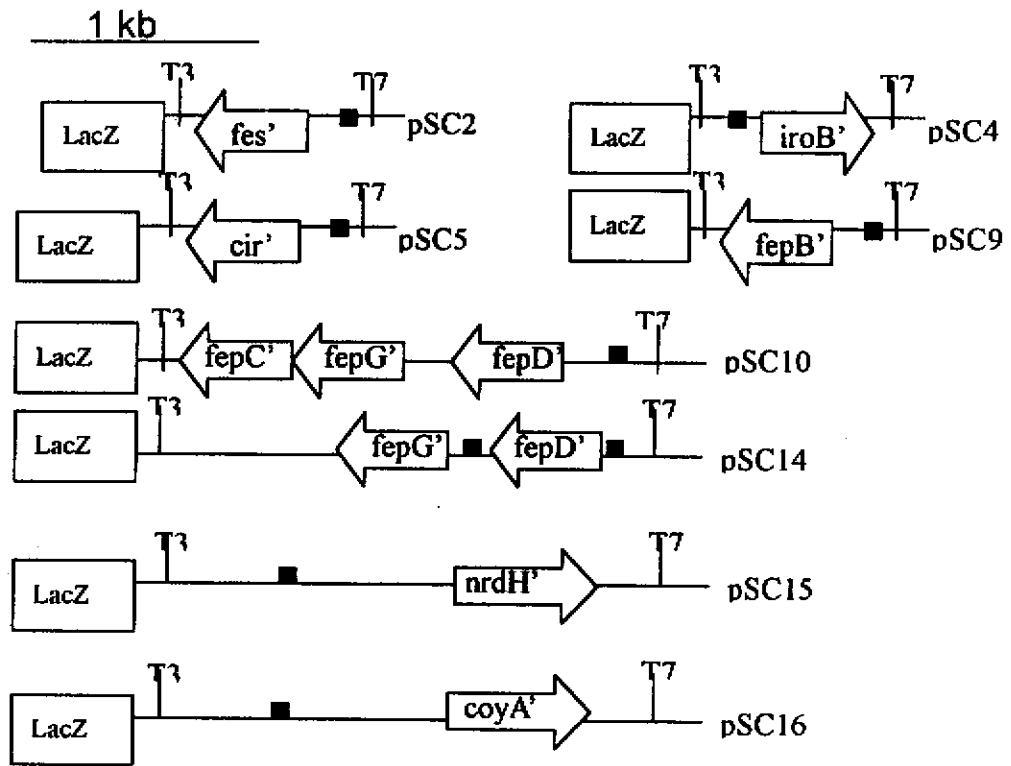 1 kb
T3 T7
LacZ fes' pSC2
T3 T7
LacZ iroB' pSC4
T3 T7
LacZ cir' pSC5
T3 T7
LacZ fepB' pSC9
T3 T7
LacZ fepC' fepG' fepD' pSC10
T3 T7
LacZ fepG' fepD' pSC14
T3 T7
LacZ nrdH' pSC15
T3 T7
LacZ coyA' pSC16